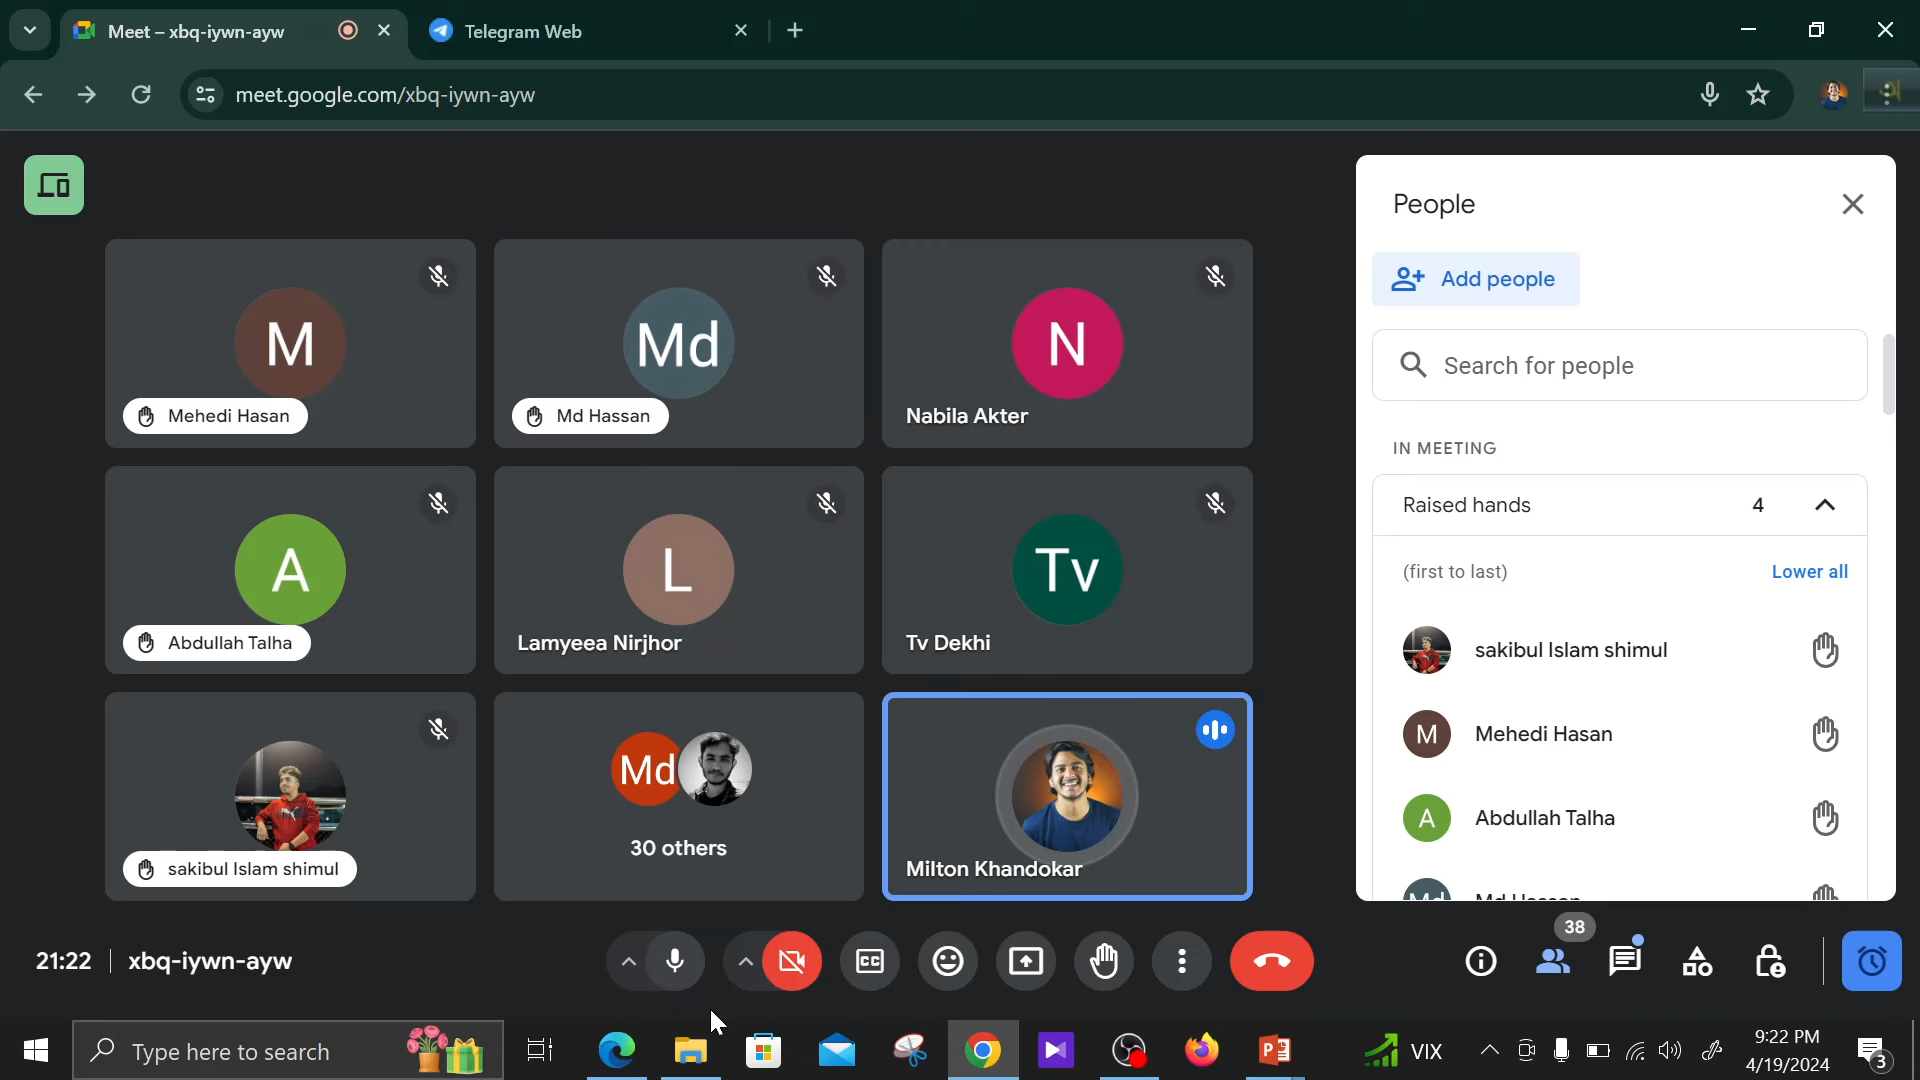 Meet – xbq-iywn-ayw
Telegram Web
meet.google.com/xbq-iywn-ayw
M
Mehedi Hasan
Md
Md Hassan
N
Nabila Akter
A
Abdullah Talha
L
Lamyeea Nirjhor
Tv
Tv Dekhi
sakibul Islam shimul
Md
30 others
Milton Khandokar
People
Add people
Search for people
IN MEETING
Raised hands 4
(first to last) Lower all
sakibul Islam shimul
M Mehedi Hasan
A Abdullah Talha
Md Hassan
21:22 xbq-iywn-ayw
CC
38
Type here to search
VIX
9:22 PM
4/19/2024
3